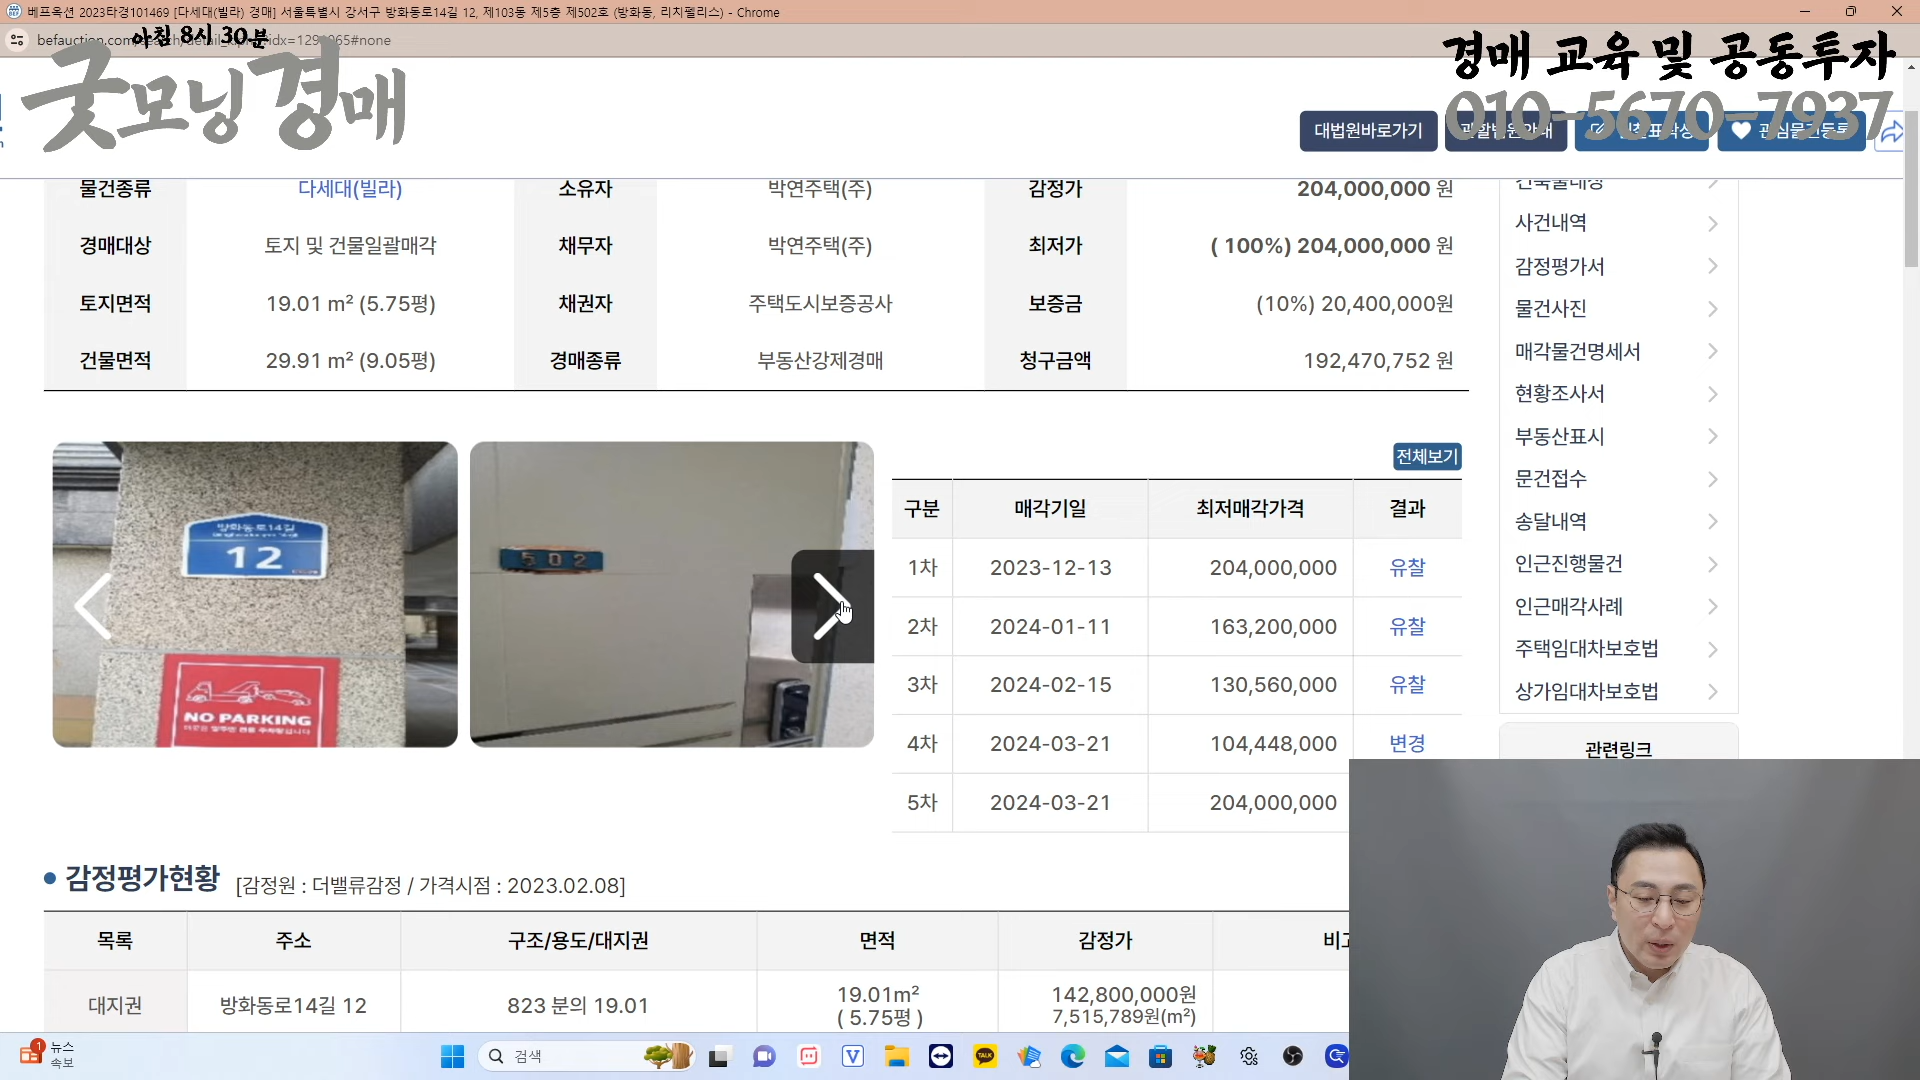 베프옥션 2023타경101469 [다세대(빌라) 경매] 서울특별시 강서구 방화동로14길 12, 제103동 제5층 제502호 (방화동, 리치펠리스) - Chrome
아침 8시 30분
굿모닝경매
경매 교육 및 공동투자
010-5670-7937
대법원바로가기
물건종류 다세대(빌라) 소유자 박연주택(주) 감정가 204,000,000 원
경매대상 토지 및 건물일괄매각 채무자 박연주택(주) 최저가 ( 100%) 204,000,000 원
토지면적 19.01 m² (5.75평) 채권자 주택도시보증공사 보증금 (10%) 20,400,000원
건물면적 29.91 m² (9.05평) 경매종류 부동산강제경매 청구금액 192,470,752 원
건축물대장
사건내역
감정평가서
물건사진
매각물건명세서
현황조사서
부동산표시
문건접수
송달내역
인근진행물건
인근매각사례
주택임대차보호법
상가임대차보호법
관련링크
방화동로14길
12
NO PARKING
502
전체보기
구분 매각기일 최저매각가격 결과
1차 2023-12-13 204,000,000 유찰
2차 2024-01-11 163,200,000 유찰
3차 2024-02-15 130,560,000 유찰
4차 2024-03-21 104,448,000 변경
5차 2024-03-21 204,000,000
감정평가현황 [감정원 : 더밸류감정 / 가격시점 : 2023.02.08]
목록 주소 구조/용도/대지권 면적 감정가
대지권 방화동로14길 12 823 분의 19.01 19.01m² 142,800,000원
( 5.75평 ) 7,515,789원(m²)
1
뉴스
속보
검색
TALK